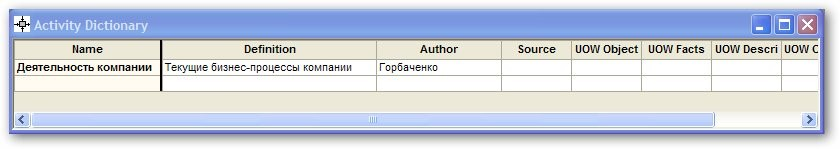 Activity Dictionary
Name Definition Author Source UOW Object UOW Facts UOW Descri UOW C
Деятельность компании Текущие бизнес-процессы компании Горбаченко